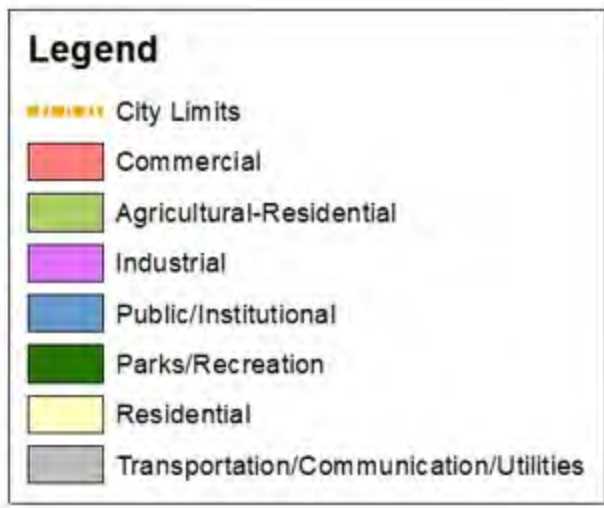 Legend
City Limits
Commercial
Agricultural-Residential
Industrial
Public/Institutional
Parks/Recreation
Residential
Transportation/Communication/Utilities